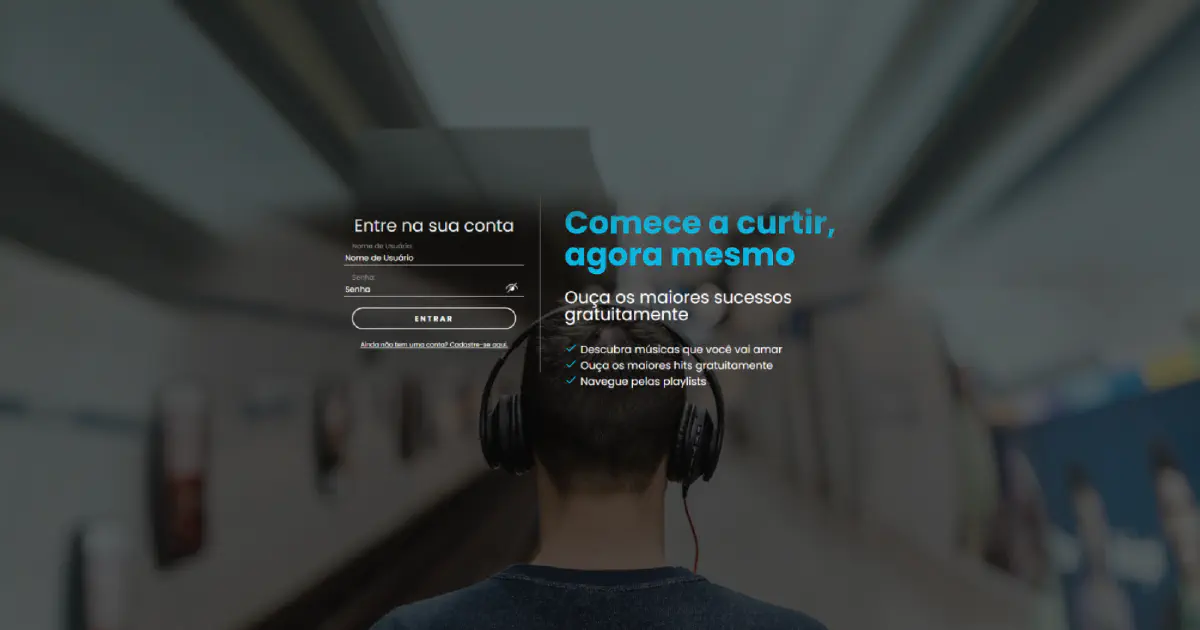 Entre na sua conta
Nome de Usuário:
Nome de Usuário
Senha:
Senha
ENTRAR
Ainda não tem uma conta? Cadastre-se aqui.
Comece a curtir,
agora mesmo
Ouça os maiores sucessos
gratuitamente
Descubra músicas que você vai amar
Ouça os maiores hits gratuitamente
Navegue pelas playlists